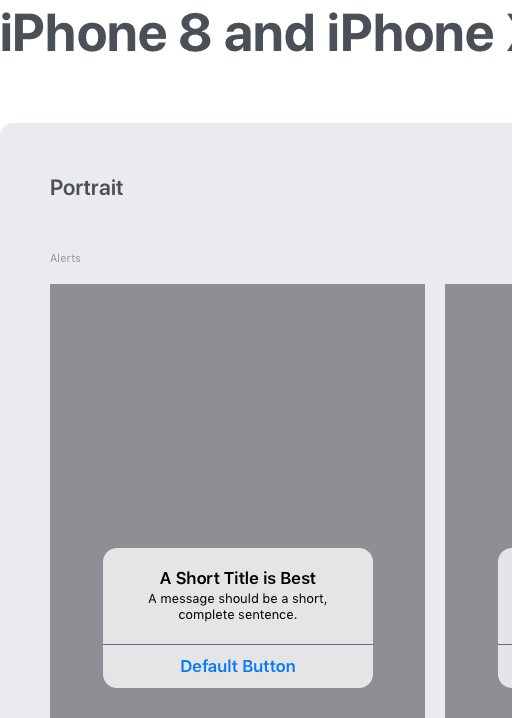 iPhone 8 and iPhone
Portrait
Alerts
A Short Title is Best
A message should be a short,
complete sentence.
Default Button